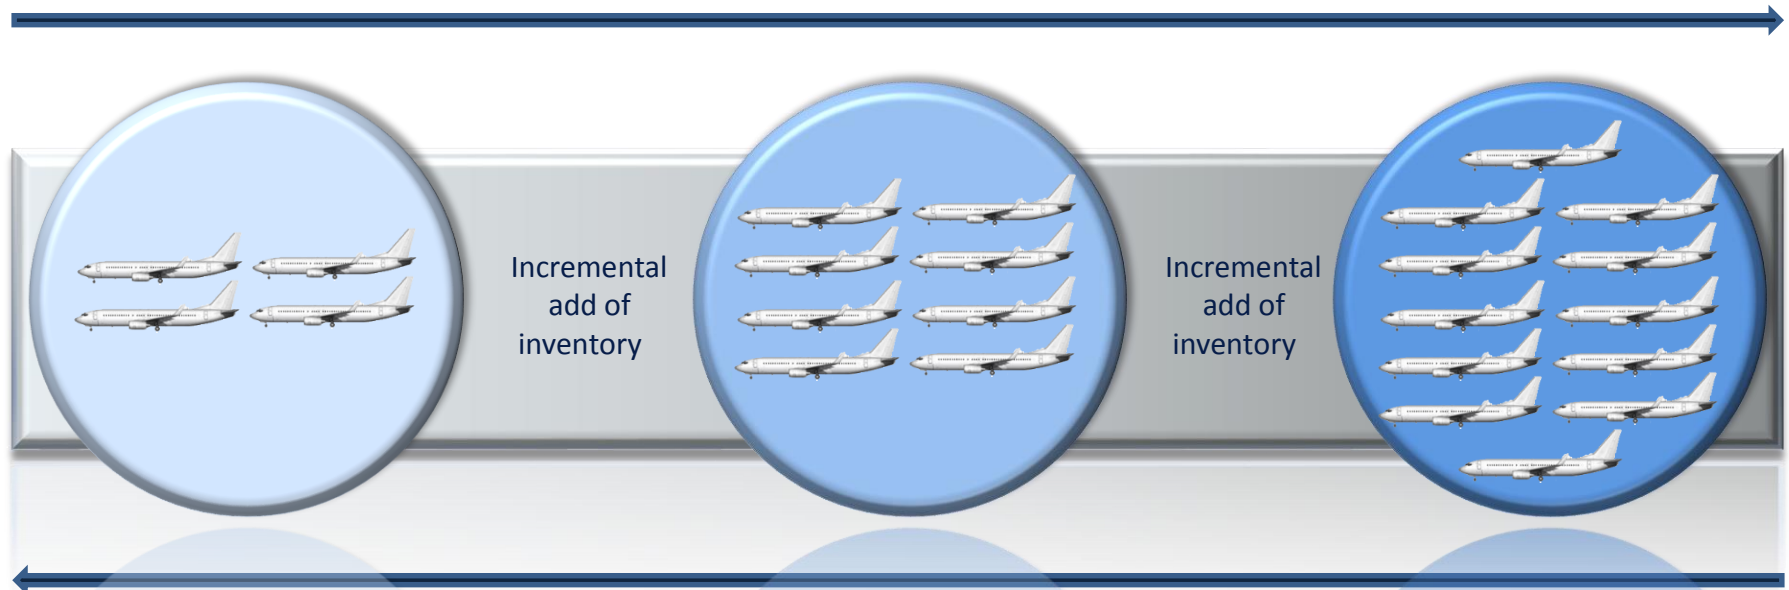 Incremental
add of
inventory
Incremental
add of
inventory